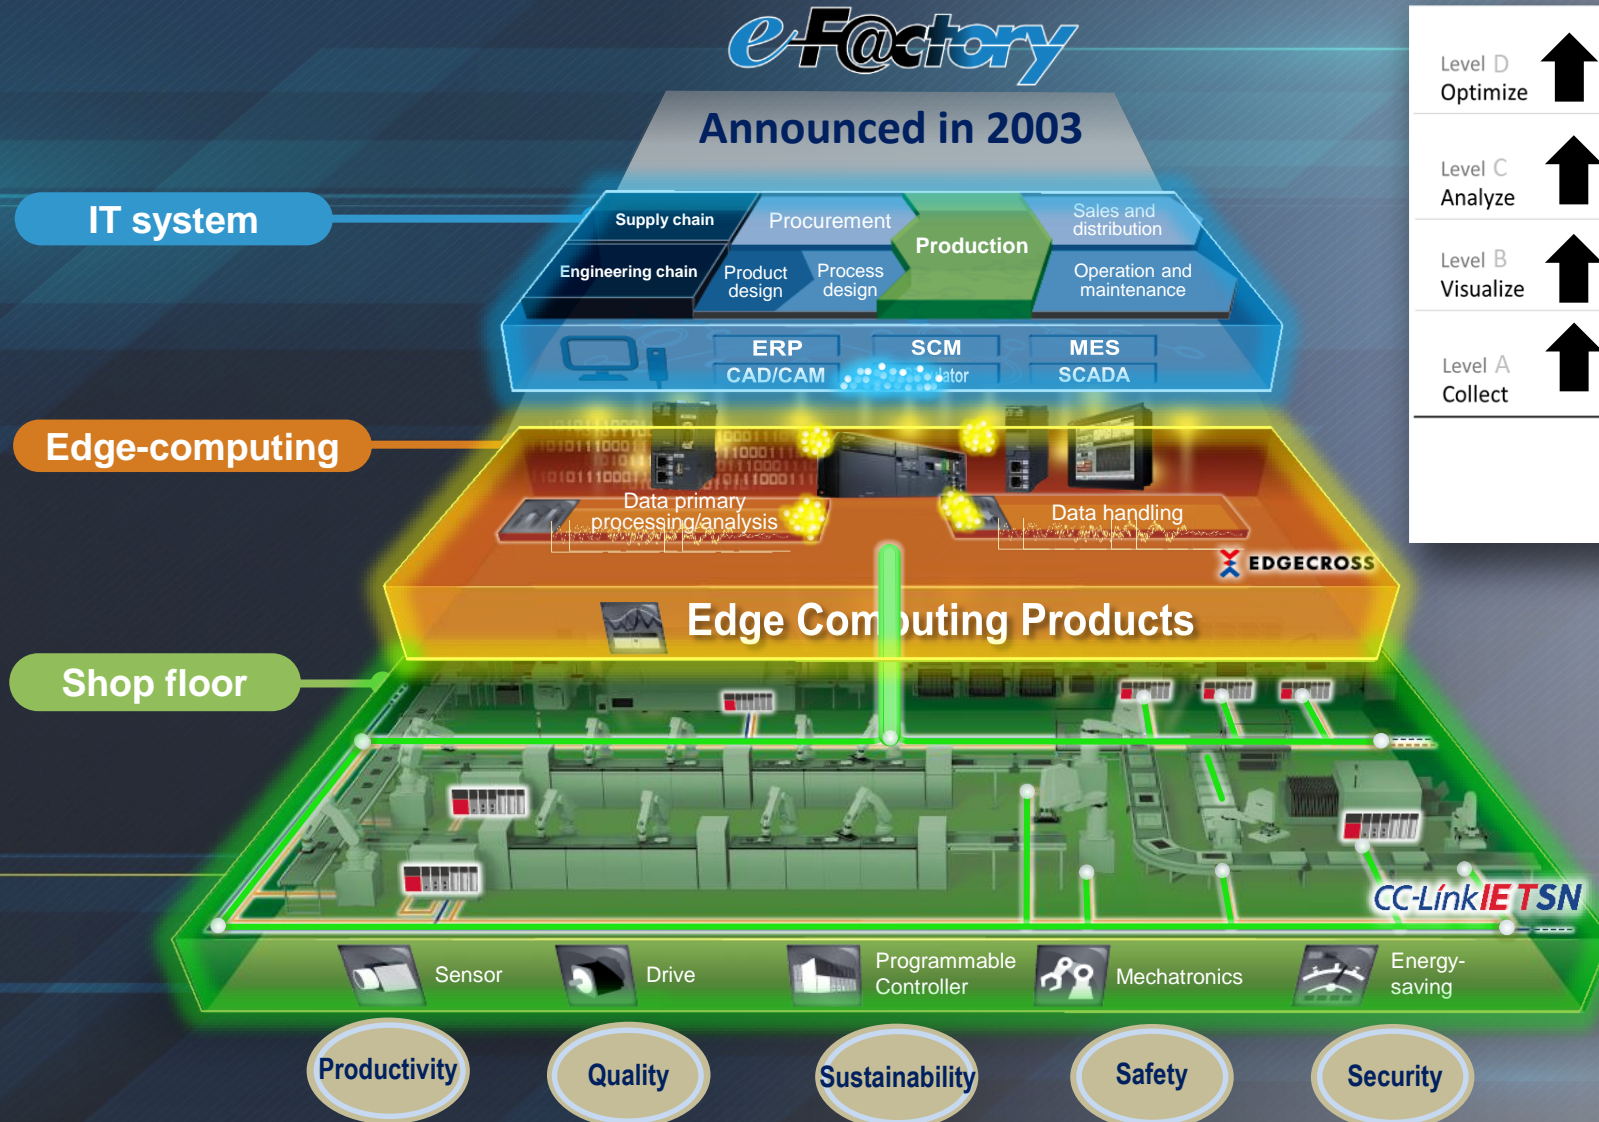 e-F@ctory
Announced in 2003
Level D
Optimize
Level C
Analyze
Level B
Visualize
Level A
Collect
IT system
Supply chain
Procurement
Production
Sales and
distribution
Engineering chain
Product
design
Process
design
Operation and
maintenance
ERP
SCM
MES
CAD/CAM
SCADA
Edge-computing
Data primary
processing/analysis
Data handling
EDGECROSS
Edge Computing Products
Shop floor
CC-Link IE TSN
Sensor
Drive
Programmable
Controller
Mechatronics
Energy-
saving
Productivity
Quality
Sustainability
Safety
Security